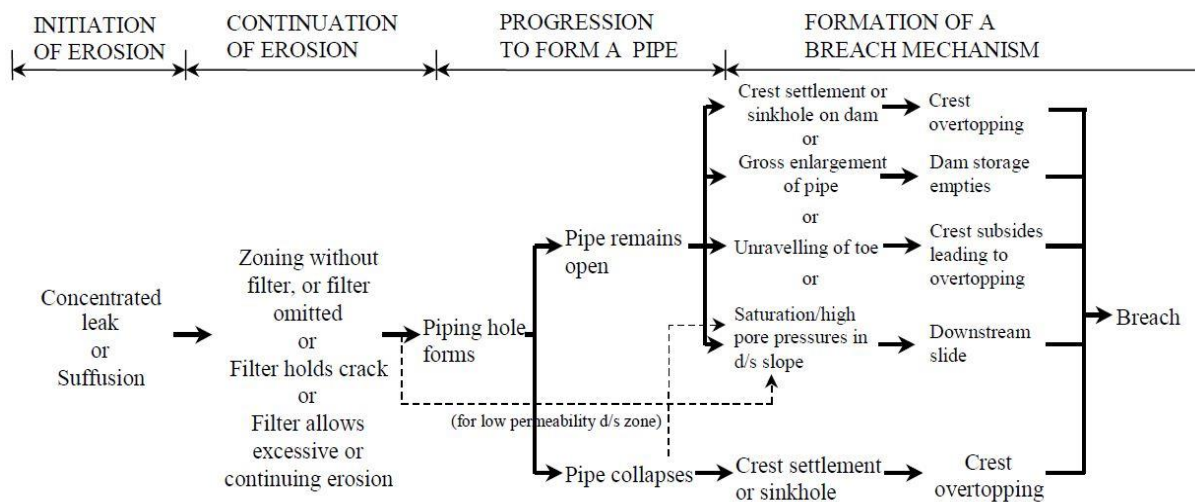 INITIATION
OF EROSION
CONTINUATION
OF EROSION
PROGRESSION
TO FORM A PIPE
FORMATION OF A
BREACH MECHANISM
Concentrated
leak
or
Suffusion
Zoning without
filter, or filter
omitted
or
Filter holds crack
or
Filter allows
excessive or
continuing erosion
Piping hole
forms
Pipe remains
open
(for low permeability d/s zone)
Pipe collapses
Crest settlement or
sinkhole on dam
or
Gross enlargement
of pipe
or
Unravelling of toe
or
Saturation/high
pore pressures in
d/s slope
Crest settlement
or sinkhole
Crest
overtopping
Dam storage
empties
Crest subsides
leading to
overtopping
Downstream
slide
Crest
overtopping
Breach